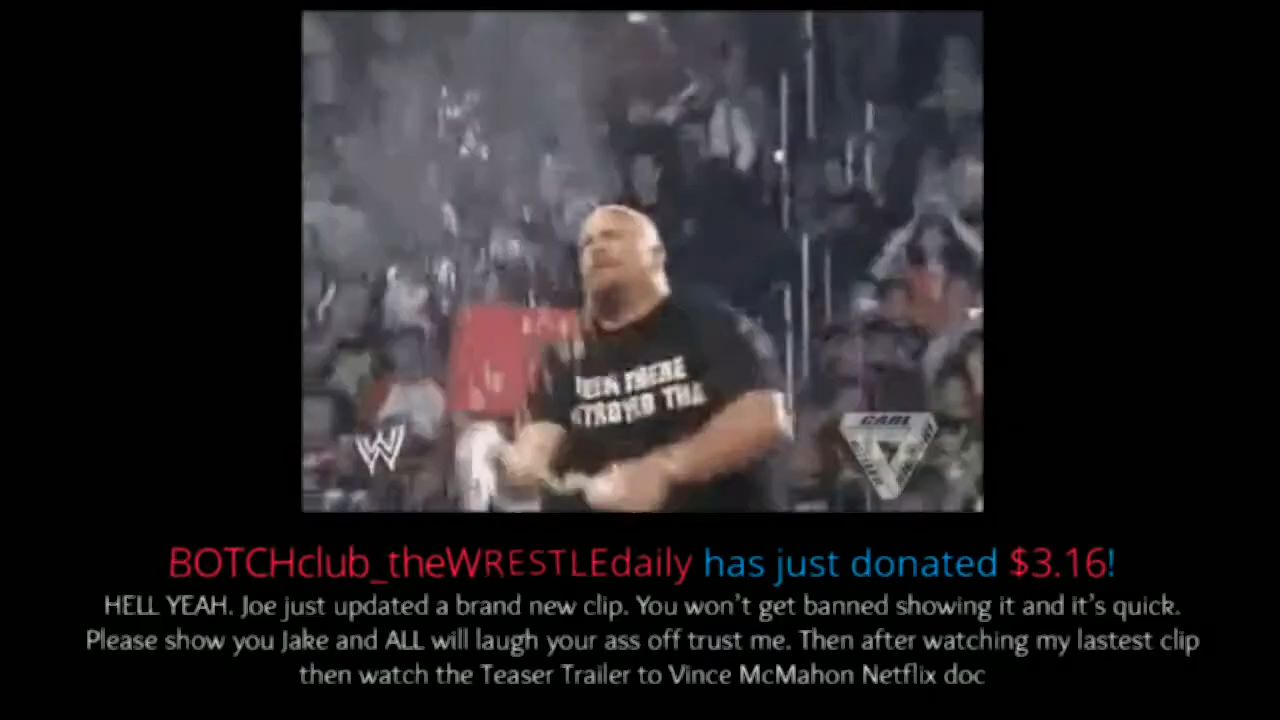 THERE
CARL
BOTCHclub_theWRESTLEdaily has just donated $3.16!
HELL YEAH. Joe just updated a brand new clip. You won't get banned showing it and it's quick.
Please show you Jake and ALL will laugh your ass off trust me. Then after watching my lastest clip
then watch the Teaser Trailer to Vince McMahon Netflix doc